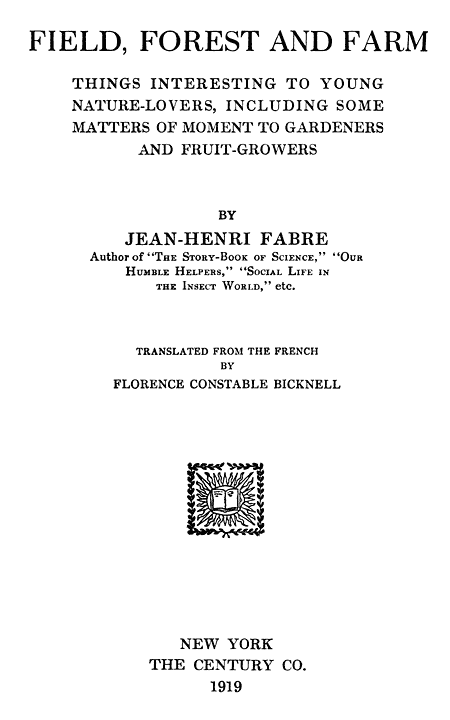 FIELD, FOREST AND FARM
THINGS INTERESTING TO YOUNG
NATURE-LOVERS, INCLUDING SOME
MATTERS OF MOMENT TO GARDENERS
AND FRUIT-GROWERS
BY
JEAN-HENRI FABRE
Author of "The Story-Book of Science," "Our
Humble Helpers," "Social Life in
the Insect World," etc.
TRANSLATED FROM THE FRENCH
BY
FLORENCE CONSTABLE BICKNELL
NEW YORK
THE CENTURY CO.
1919